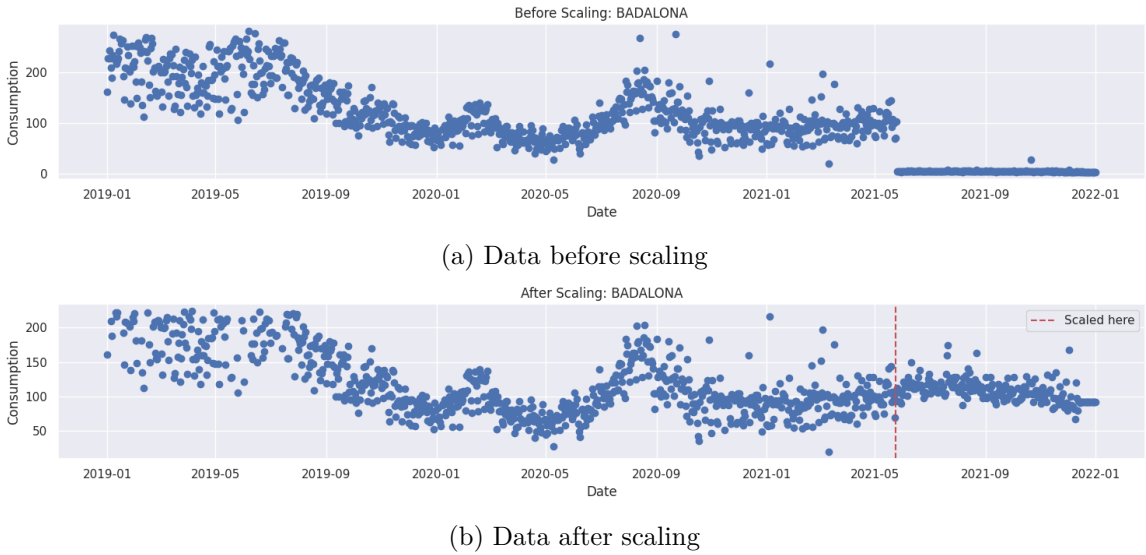 Before Scaling: BADALONA
Consumption
200
100
0
2019-01 2019-05 2019-09 2020-01 2020-05 2020-09 2021-01 2021-05 2021-09 2022-01
Date
(a) Data before scaling
After Scaling: BADALONA
Consumption
200
150
100
50
Scaled here
2019-01 2019-05 2019-09 2020-01 2020-05 2020-09 2021-01 2021-05 2021-09 2022-01
Date
(b) Data after scaling